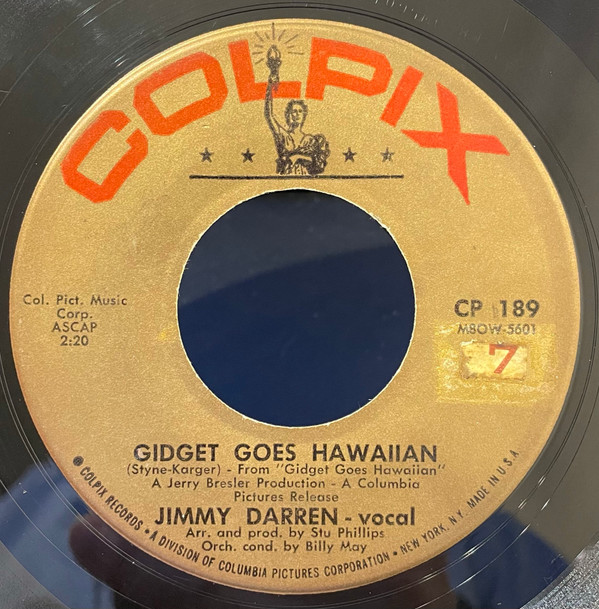 COLPIX
Col. Pict. Music
Corp.
ASCAP
2:20
CP 189
M8OW-5601
7
GIDGET GOES HAWAIIAN
(Styne-Karger) - From "Gidget Goes Hawaiian"
A Jerry Bresler Production - A Columbia
Pictures Release
JIMMY DARREN - vocal
Arr. and prod. by Stu Phillips
Orch. cond. by Billy May
COLPIX RECORDS • A DIVISION OF COLUMBIA PICTURES CORPORATION • NEW YORK, N.Y. MADE IN U.S.A